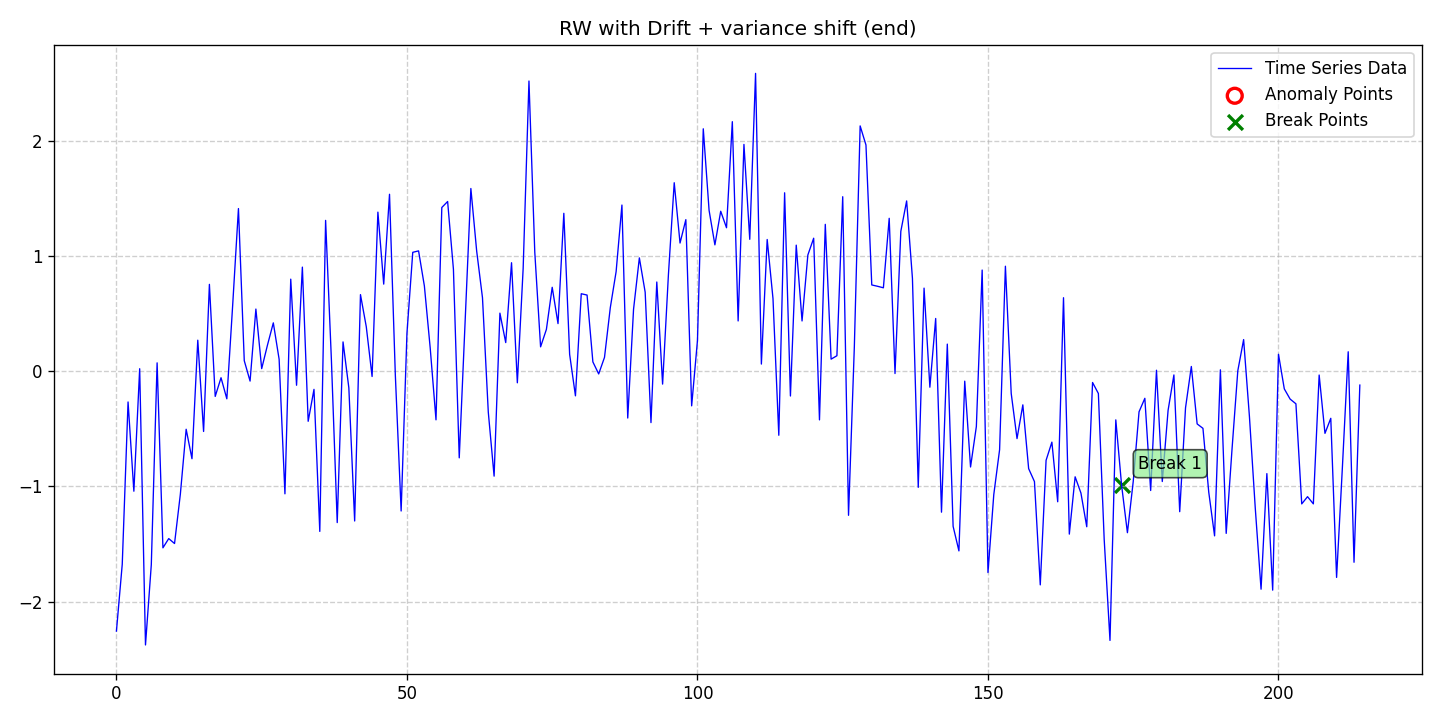 RW with Drift + variance shift (end)
Time Series Data
Anomaly Points
Break Points
2
1
0
−1
−2
Break 1
0
50
100
150
200